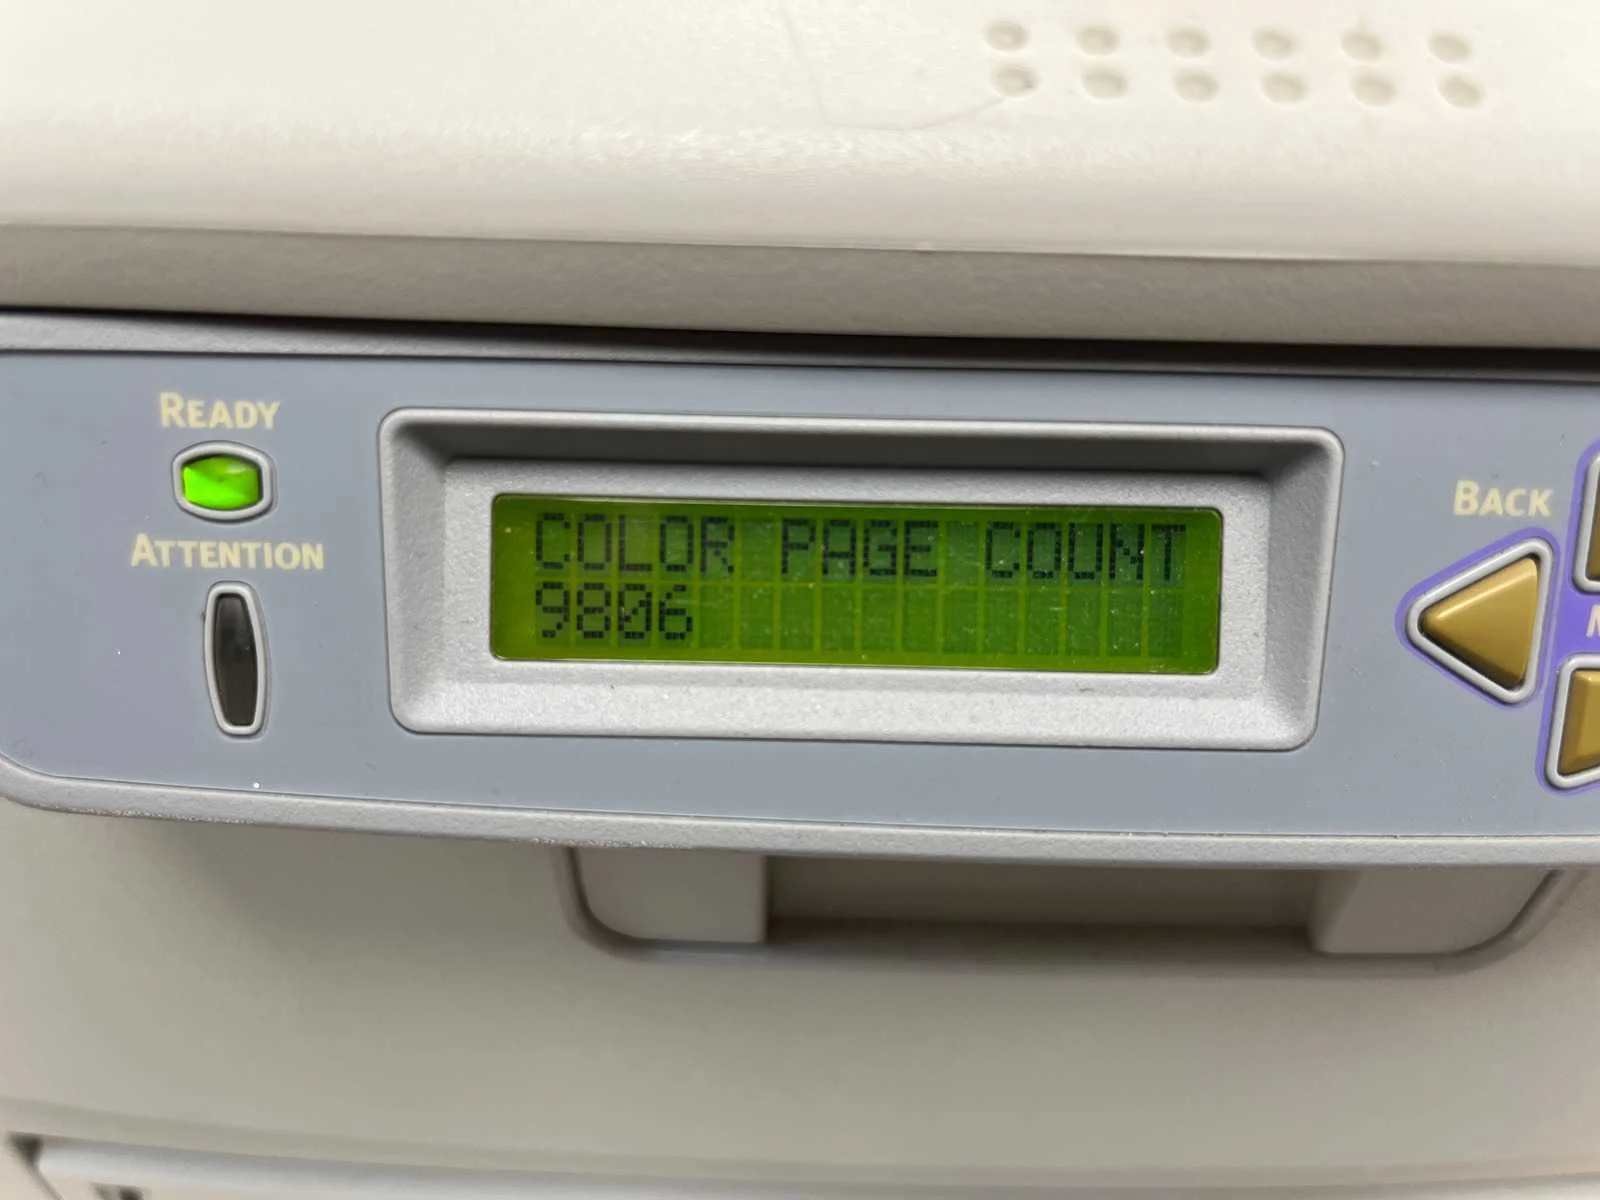 READY
ATTENTION
COLOR PAGE COUNT
9806
BACK